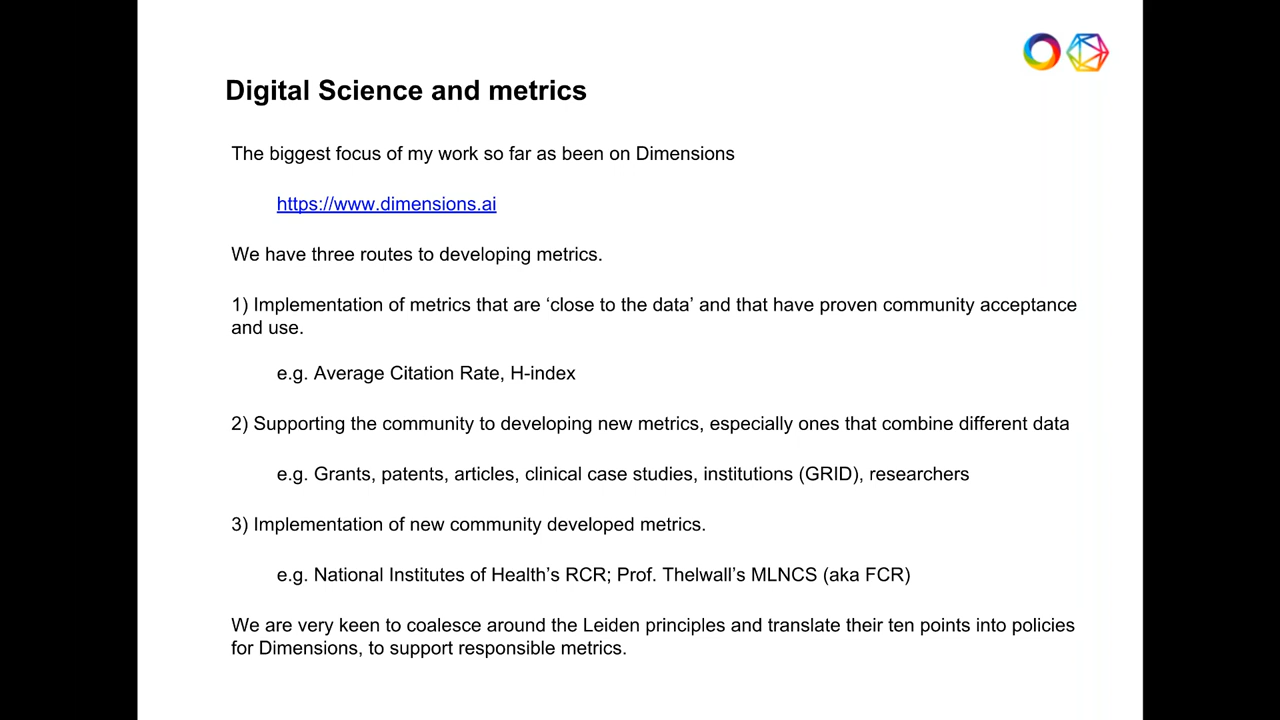 Digital Science and metrics
The biggest focus of my work so far as been on Dimensions
https://www.dimensions.ai
We have three routes to developing metrics.
1) Implementation of metrics that are ‘close to the data’ and that have proven community acceptance
and use.
e.g. Average Citation Rate, H-index
2) Supporting the community to developing new metrics, especially ones that combine different data
e.g. Grants, patents, articles, clinical case studies, institutions (GRID), researchers
3) Implementation of new community developed metrics.
e.g. National Institutes of Health’s RCR; Prof. Thelwall’s MLNCS (aka FCR)
We are very keen to coalesce around the Leiden principles and translate their ten points into policies
for Dimensions, to support responsible metrics.